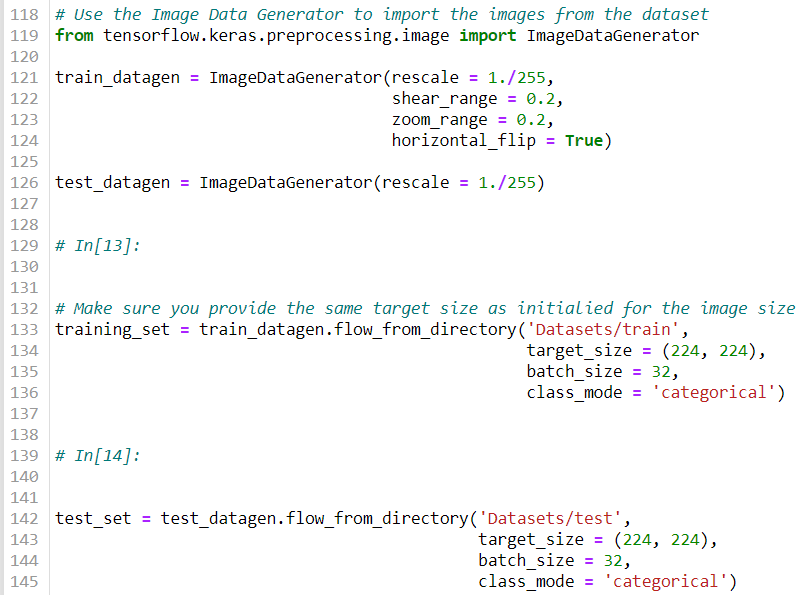 118 # Use the Image Data Generator to import the images from the dataset
119 from tensorflow.keras.preprocessing.image import ImageDataGenerator
120
121 train_datagen = ImageDataGenerator(rescale = 1./255,
122                                    shear_range = 0.2,
123                                    zoom_range = 0.2,
124                                    horizontal_flip = True)
125
126 test_datagen = ImageDataGenerator(rescale = 1./255)
127
128
129 # In[13]:
130
131
132 # Make sure you provide the same target size as initialied for the image size
133 training_set = train_datagen.flow_from_directory('Datasets/train',
134                                                  target_size = (224, 224),
135                                                  batch_size = 32,
136                                                  class_mode = 'categorical')
137
138
139 # In[14]:
140
141
142 test_set = test_datagen.flow_from_directory('Datasets/test',
143                                             target_size = (224, 224),
144                                             batch_size = 32,
145                                             class_mode = 'categorical')